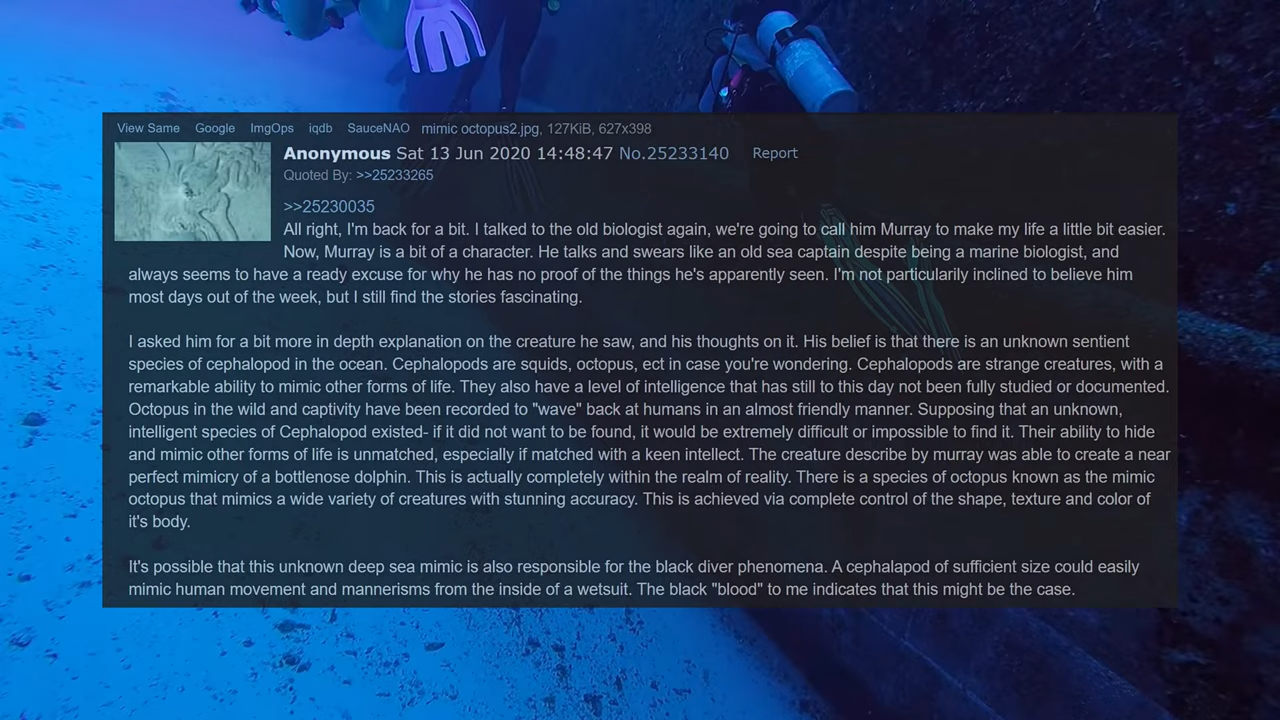 View Same Google ImgOps iqdb SauceNAO mimic octopus2.jpg, 127KiB, 627x398
Anonymous Sat 13 Jun 2020 14:48:47 No.25233140 Report
Quoted By: >>25233265
>>25230035
All right, I'm back for a bit. I talked to the old biologist again, we're going to call him Murray to make my life a little bit easier.
Now, Murray is a bit of a character. He talks and swears like an old sea captain despite being a marine biologist, and
always seems to have a ready excuse for why he has no proof of the things he's apparently seen. I'm not particularily inclined to believe him
most days out of the week, but I still find the stories fascinating.
I asked him for a bit more in depth explanation on the creature he saw, and his thoughts on it. His belief is that there is an unknown sentient
species of cephalopod in the ocean. Cephalopods are squids, octopus, ect in case you're wondering. Cephalopods are strange creatures, with a
remarkable ability to mimic other forms of life. They also have a level of intelligence that has still to this day not been fully studied or documented.
Octopus in the wild and captivity have been recorded to "wave" back at humans in an almost friendly manner. Supposing that an unknown,
intelligent species of Cephalopod existed- if it did not want to be found, it would be extremely difficult or impossible to find it. Their ability to hide
and mimic other forms of life is unmatched, especially if matched with a keen intellect. The creature describe by murray was able to create a near
perfect mimicry of a bottlenose dolphin. This is actually completely within the realm of reality. There is a species of octopus known as the mimic
octopus that mimics a wide variety of creatures with stunning accuracy. This is achieved via complete control of the shape, texture and color of
it's body.
It's possible that this unknown deep sea mimic is also responsible for the black diver phenomena. A cephalapod of sufficient size could easily
mimic human movement and mannerisms from the inside of a wetsuit. The black "blood" to me indicates that this might be the case.